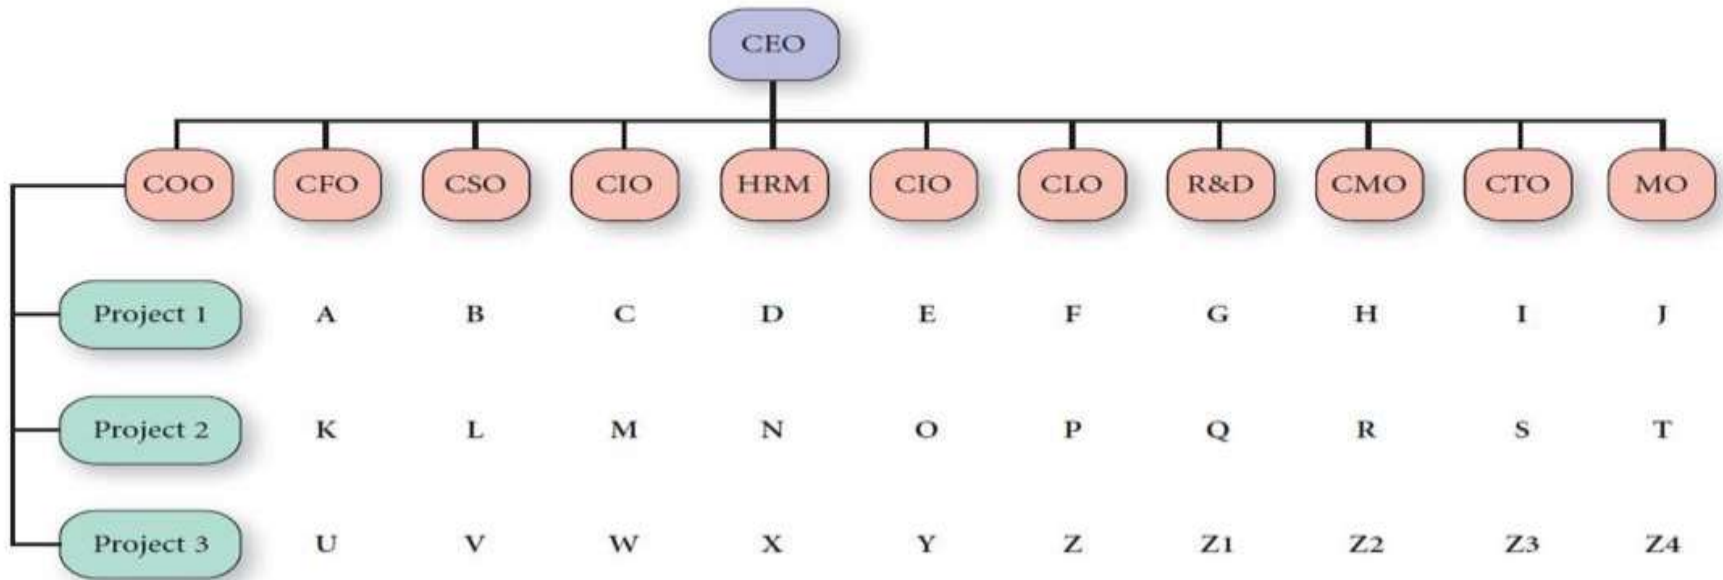 CEO
COO CFO CSO CIO HRM CIO CLO R&D CMO CTO MO
Project 1 A B C D E F G H I J
Project 2 K L M N O P Q R S T
Project 3 U V W X Y Z Z1 Z2 Z3 Z4